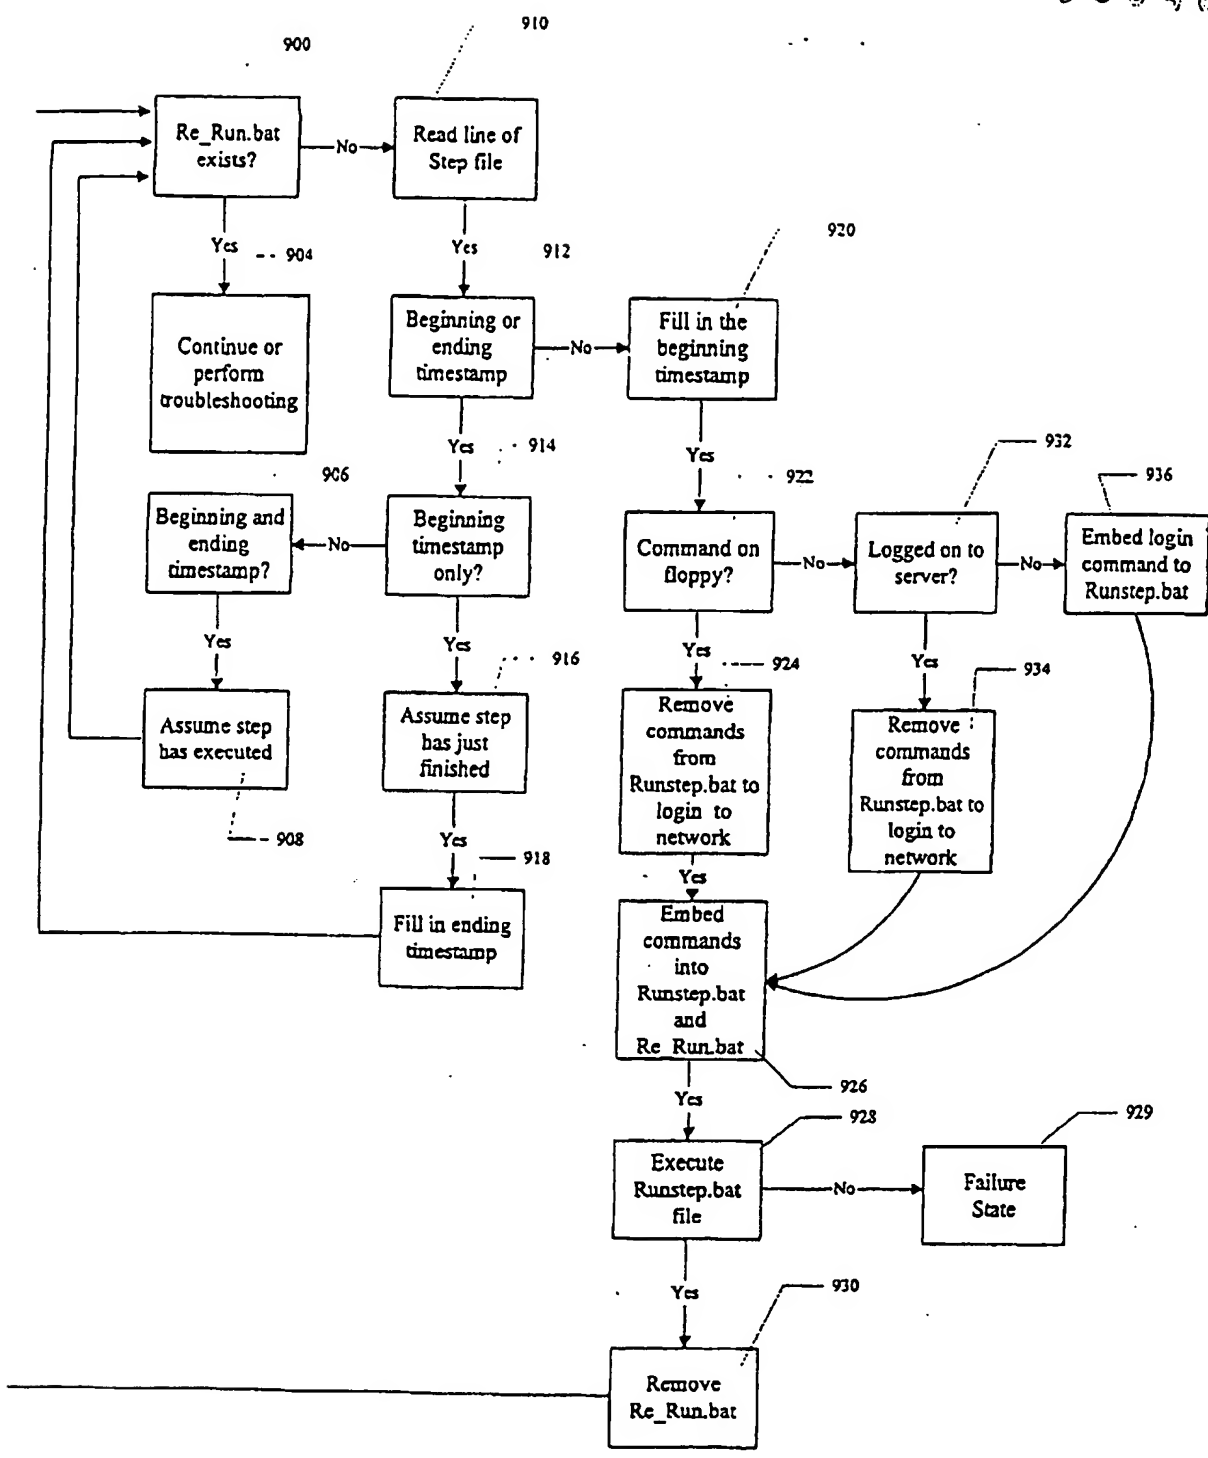 910
900
Re_Run.bat
exists?
No
Read line of
Step file
Yes
904
Yes
912
920
Continue or
perform
troubleshooting
Beginning or
ending
timestamp
No
Fill in the
beginning
timestamp
Yes
914
Yes
922
932
936
906
Beginning and
ending
timestamp?
No
Beginning
timestamp
only?
Command on
floppy?
No
Logged on to
server?
No
Embed login
command to
Runstep.bat
Yes
Yes
916
Yes
924
Yes
934
Assume step
has executed
908
Assume step
has just
finished
Remove
commands
from
Runstep.bat to
login to
network
Remove
commands
from
Runstep.bat to
login to
network
Yes
918
Yes
Fill in ending
timestamp
Embed
commands
into
Runstep.bat
and
Re_Run.bat
926
Yes
928
929
Execute
Runstep.bat
file
No
Failure
State
Yes
930
Remove
Re_Run.bat